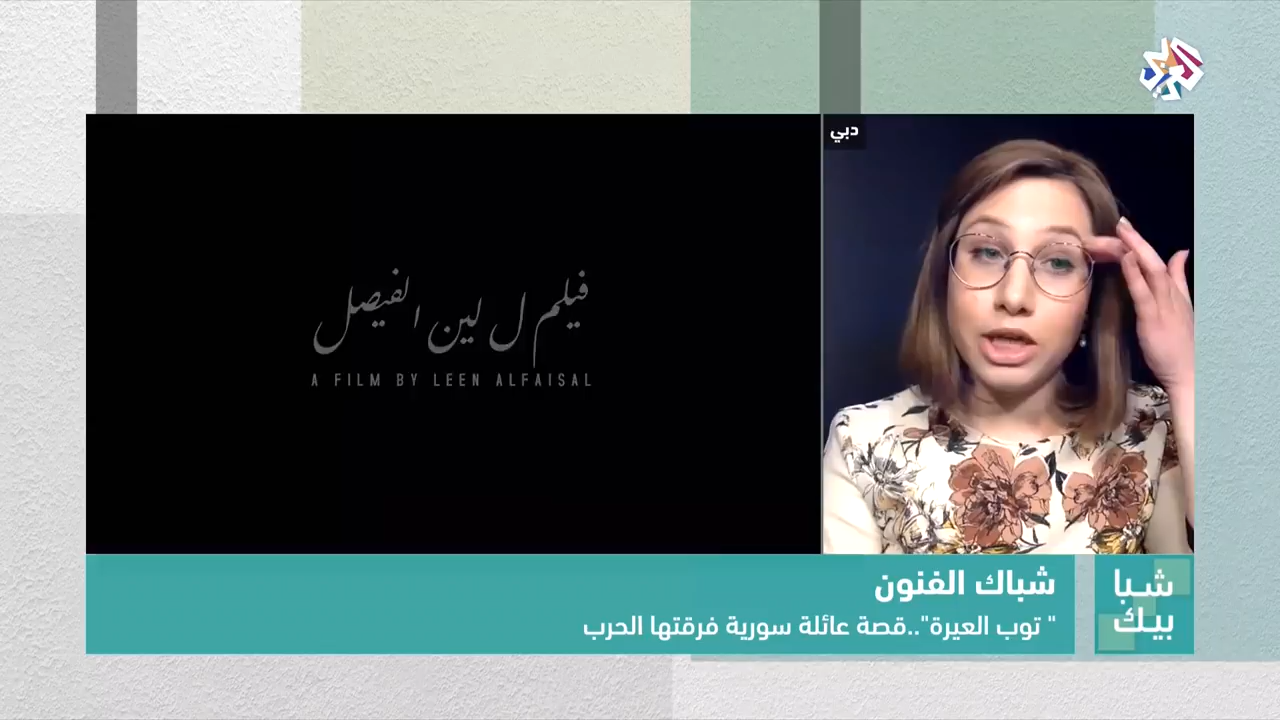 دبي
فيلم ل لين الفيصل
A FILM BY LEEN ALFAISAL
شباك الفنون
" توب العيرة"..قصة عائلة سورية فرقتها الحرب
شبا
بيك